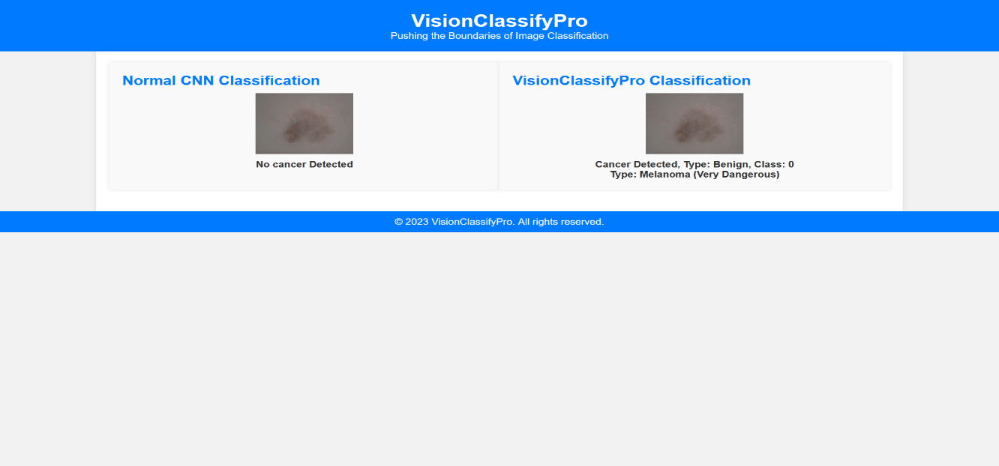 VisionClassifyPro
Pushing the Boundaries of Image Classification
Normal CNN Classification
No cancer Detected
VisionClassifyPro Classification
Cancer Detected, Type: Benign, Class: 0
Type: Melanoma (Very Dangerous)
© 2023 VisionClassifyPro. All rights reserved.